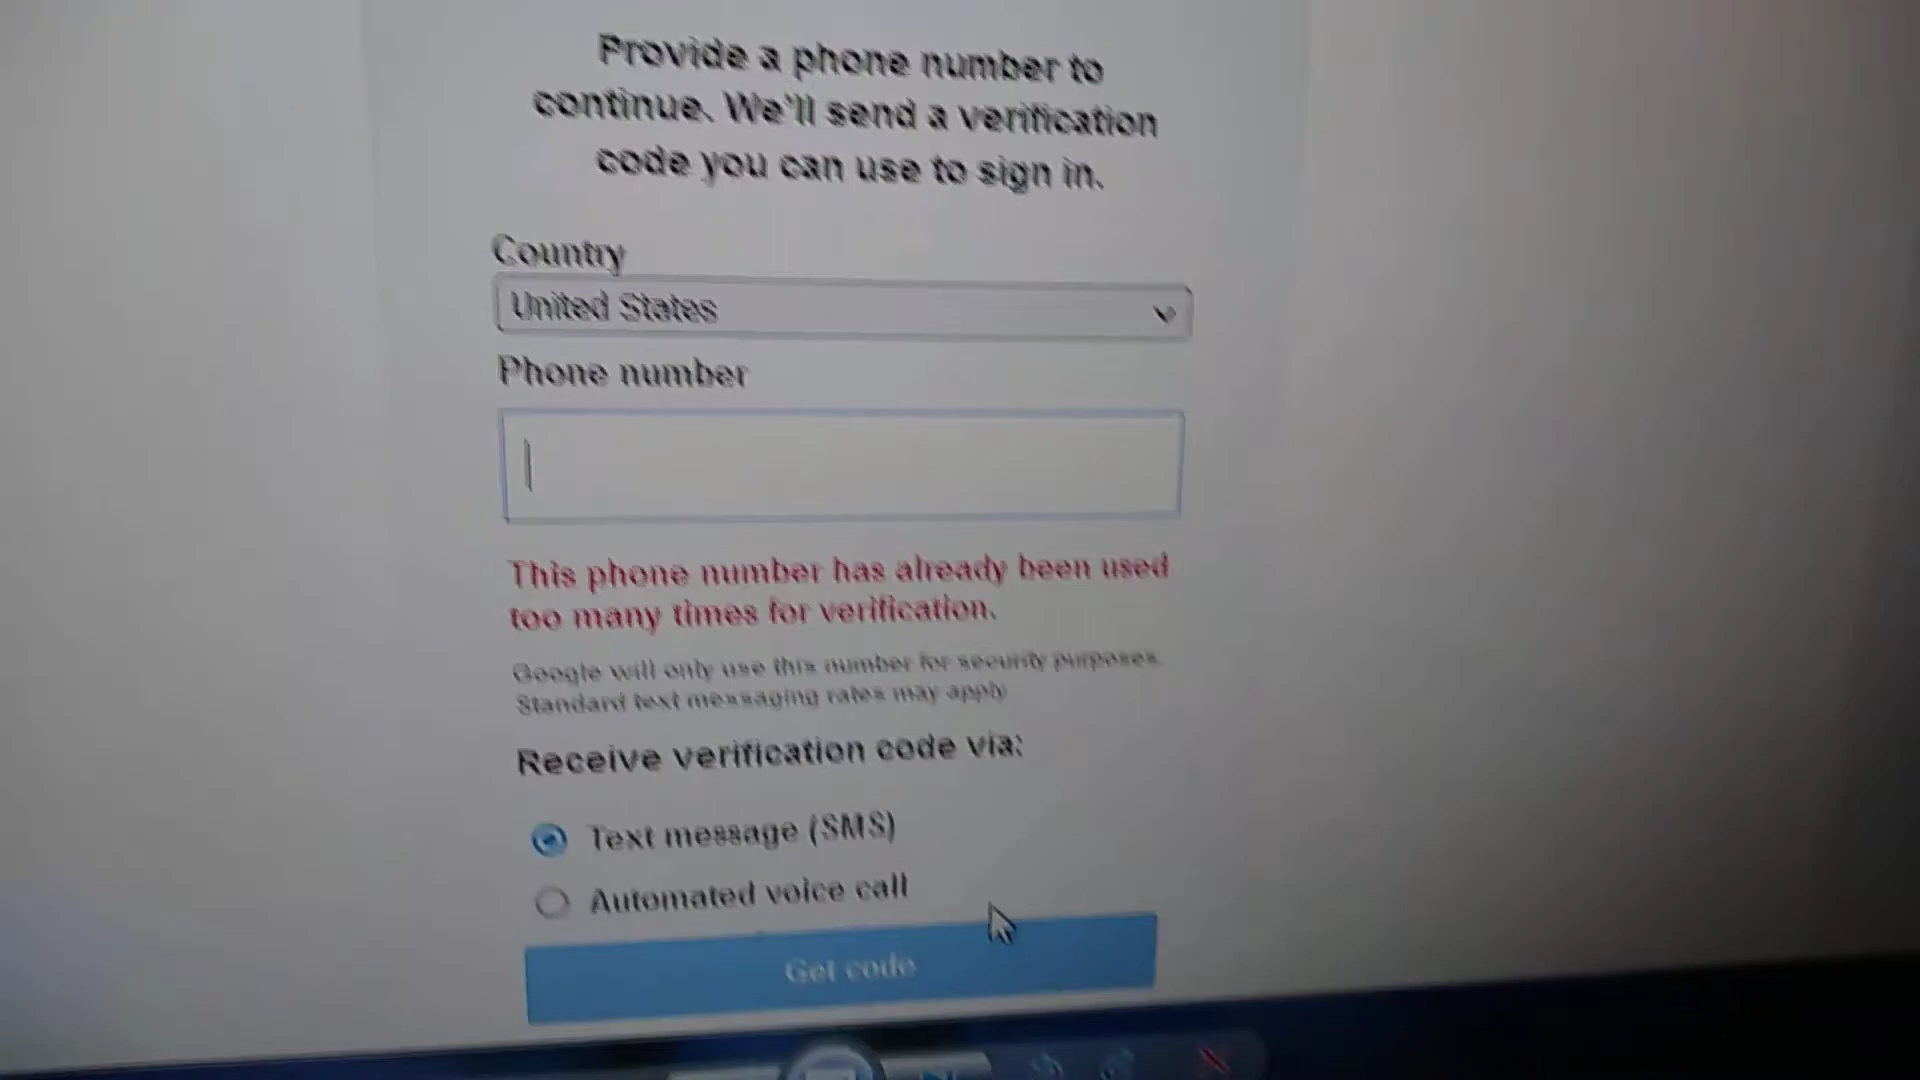 Provide a phone number to
continue. We'll send a verification
code you can use to sign in.
Country
United States
Phone number
This phone number has already been used
too many times for verification.
Google will only use this number for security purposes.
Standard text messaging rates may apply
Receive verification code via:
Text message (SMS)
Automated voice call
Get code